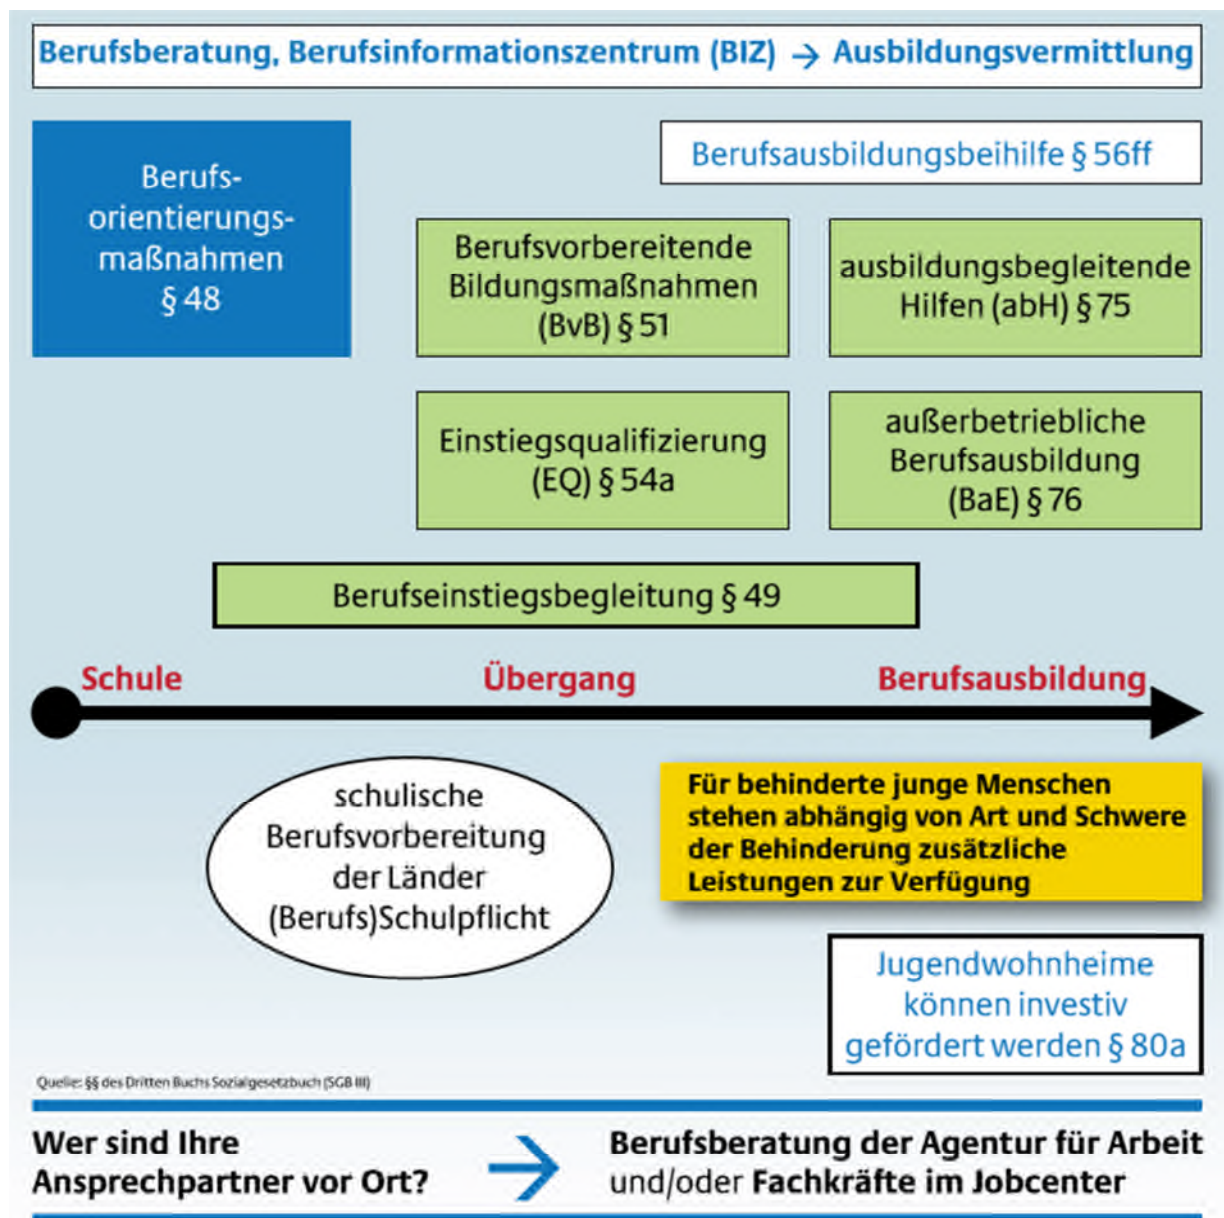 Berufsberatung, Berufsinformationszentrum (BIZ) → Ausbildungsvermittlung
Berufs-
orientierungs-
maßnahmen
§ 48
Berufsausbildungsbeihilfe § 56ff
Berufsvorbereitende
Bildungsmaßnahmen
(BvB) § 51
ausbildungsbegleitende
Hilfen (abH) § 75
Einstiegsqualifizierung
(EQ) § 54a
außerbetriebliche
Berufsausbildung
(BaE) § 76
Berufseinstiegsbegleitung § 49
Schule
Übergang
Berufsausbildung
schulische
Berufsvorbereitung
der Länder
(Berufs)Schulpflicht
Für behinderte junge Menschen
stehen abhängig von Art und Schwere
der Behinderung zusätzliche
Leistungen zur Verfügung
Jugendwohnheime
können investiv
gefördert werden § 80a
Quelle: §§ des Dritten Buchs Sozialgesetzbuch (SGB III)
Wer sind Ihre
Ansprechpartner vor Ort?
→
Berufsberatung der Agentur für Arbeit
und/oder Fachkräfte im Jobcenter